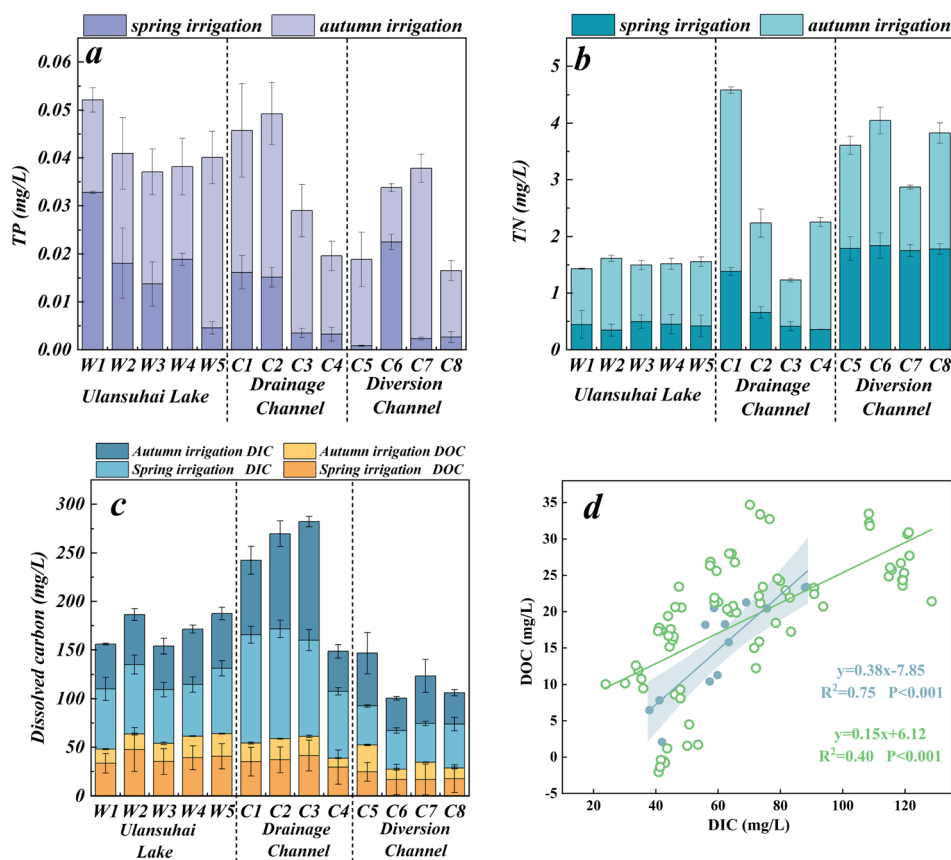 spring irrigation autumn irrigation
a
TP (mg/L)
0.06
0.05
0.04
0.03
0.02
0.01
0.00
W1 W2 W3 W4 W5 C1 C2 C3 C4 C5 C6 C7 C8
Ulansuhai Lake Drainage Channel Diversion Channel
spring irrigation autumn irrigation
b
TN (mg/L)
5
4
3
2
1
0
W1 W2 W3 W4 W5 C1 C2 C3 C4 C5 C6 C7 C8
Ulansuhai Lake Drainage Channel Diversion Channel
Autumn irrigation DIC Autumn irrigation DOC
Spring irrigation DIC Spring irrigation DOC
c
Dissolved carbon (mg/L)
300
250
200
150
100
50
0
W1 W2 W3 W4 W5 C1 C2 C3 C4 C5 C6 C7 C8
Ulansuhai Lake Drainage Channel Diversion Channel
d
DOC (mg/L)
35
30
25
20
15
10
5
0
-5
y=0.38x-7.85
R²=0.75 P<0.001
y=0.15x+6.12
R²=0.40 P<0.001
20 40 60 80 100 120
DIC (mg/L)